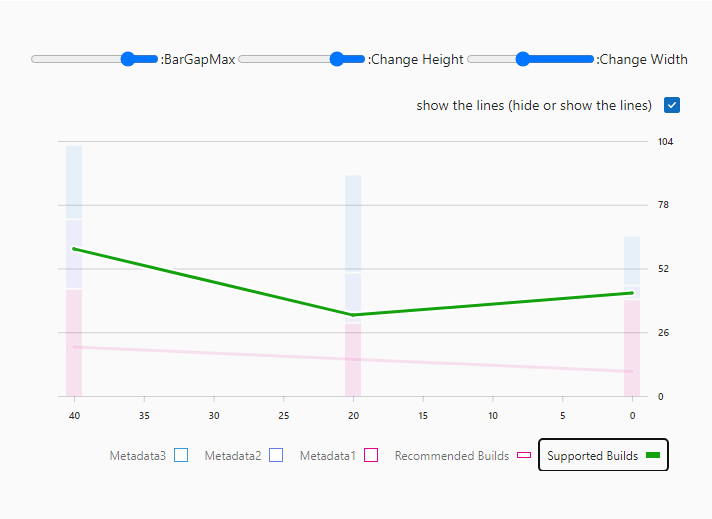 :BarGapMax :Change Height :Change Width
show the lines (hide or show the lines)
104
78
52
26
0
40 35 30 25 20 15 10 5 0
Metadata3 Metadata2 Metadata1 Recommended Builds Supported Builds